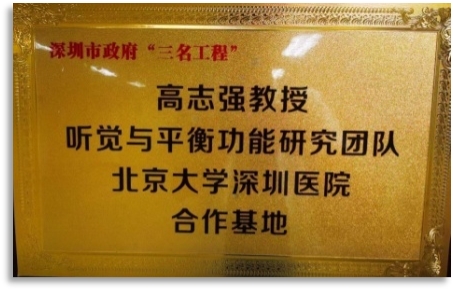 深圳市政府“三名工程”
高志强教授
听觉与平衡功能研究团队
北京大学深圳医院
合作基地